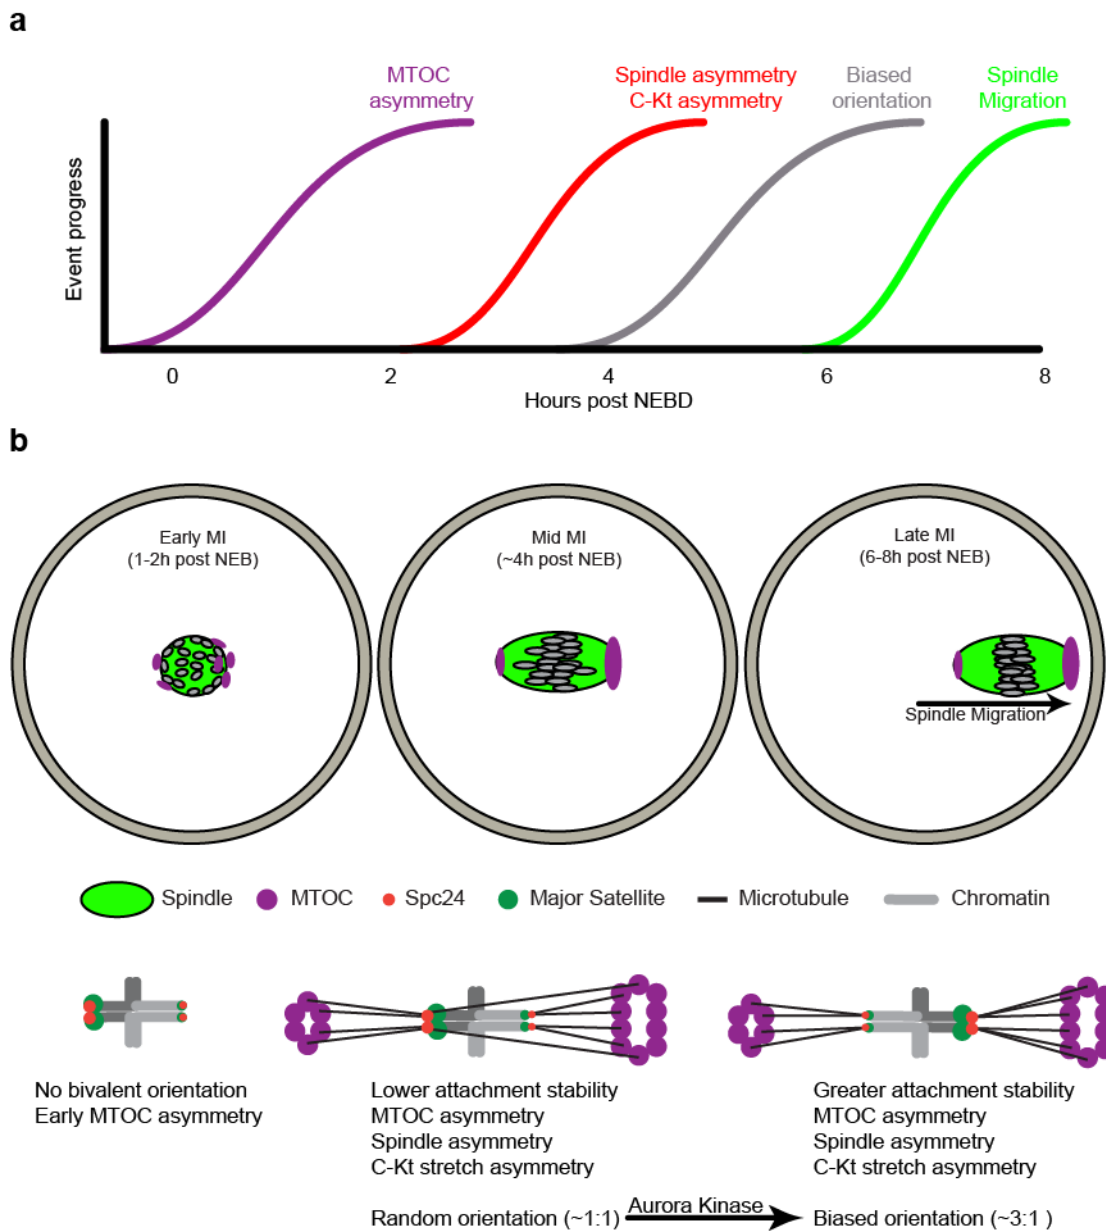 a
MTOC
asymmetry
Spindle asymmetry
C-Kt asymmetry
Biased
orientation
Spindle
Migration
Event progress
0
2
4
6
8
Hours post NEBD
b
Early MI
(1-2h post NEB)
Mid MI
(~4h post NEB)
Late MI
(6-8h post NEB)
Spindle Migration
Spindle
MTOC
Spc24
Major Satellite
Microtubule
Chromatin
No bivalent orientation
Early MTOC asymmetry
Lower attachment stability
MTOC asymmetry
Spindle asymmetry
C-Kt stretch asymmetry
Greater attachment stability
MTOC asymmetry
Spindle asymmetry
C-Kt stretch asymmetry
Random orientation (~1:1)
Aurora Kinase
Biased orientation (~3:1 )